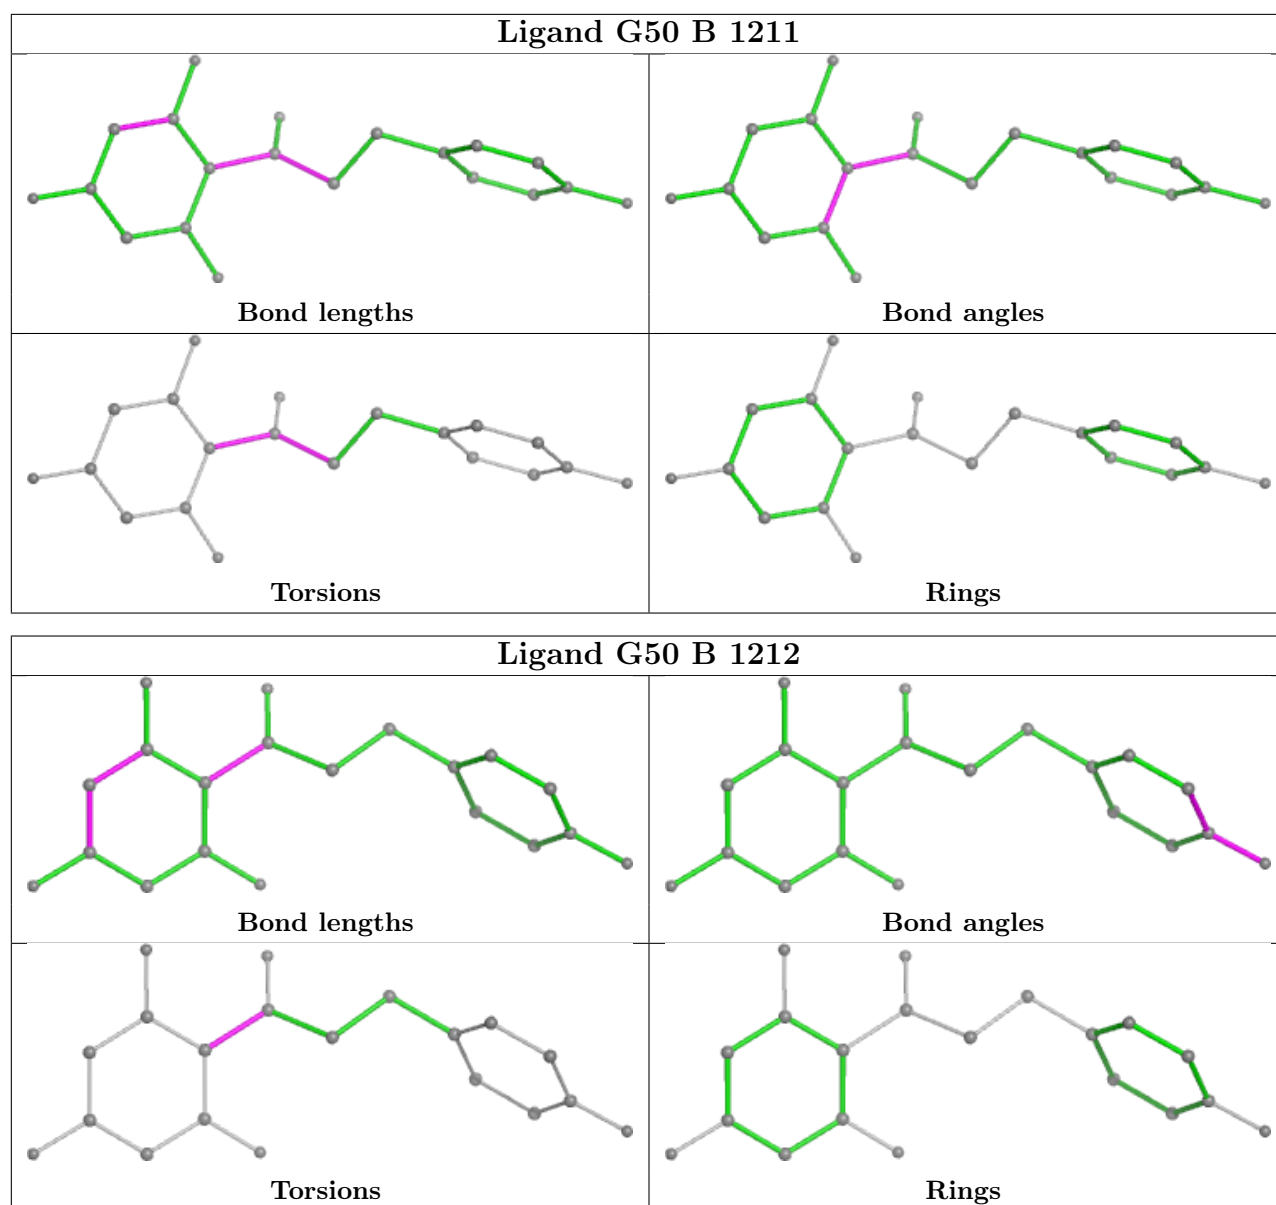 Ligand G50 B 1211
Bond lengths
Bond angles
Torsions
Rings
Ligand G50 B 1212
Bond lengths
Bond angles
Torsions
Rings